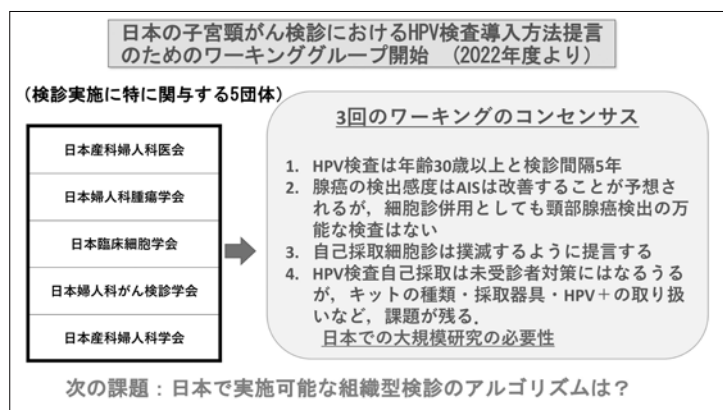 日本の子宮頸がん検診におけるHPV検査導入方法提言
のためのワーキンググループ開始 （2022年度より）
（検診実施に特に関与する5団体）
日本産科婦人科医会
日本婦人科腫瘍学会
日本臨床細胞学会
日本婦人科がん検診学会
日本産科婦人科学会
3回のワーキングのコンセンサス
1. HPV検査は年齢30歳以上と検診間隔5年
2. 腺癌の検出感度はAISは改善することが予想さ
れるが，細胞診併用としても頸部腺癌検出の万
能な検査はない
3. 自己採取細胞診は撲滅するように提言する
4. HPV検査自己採取は未受診者対策にはなるうる
が，キットの種類・採取器具・HPV＋の取り扱
いなど，課題が残る．
日本での大規模研究の必要性
次の課題：日本で実施可能な組織型検診のアルゴリズムは？